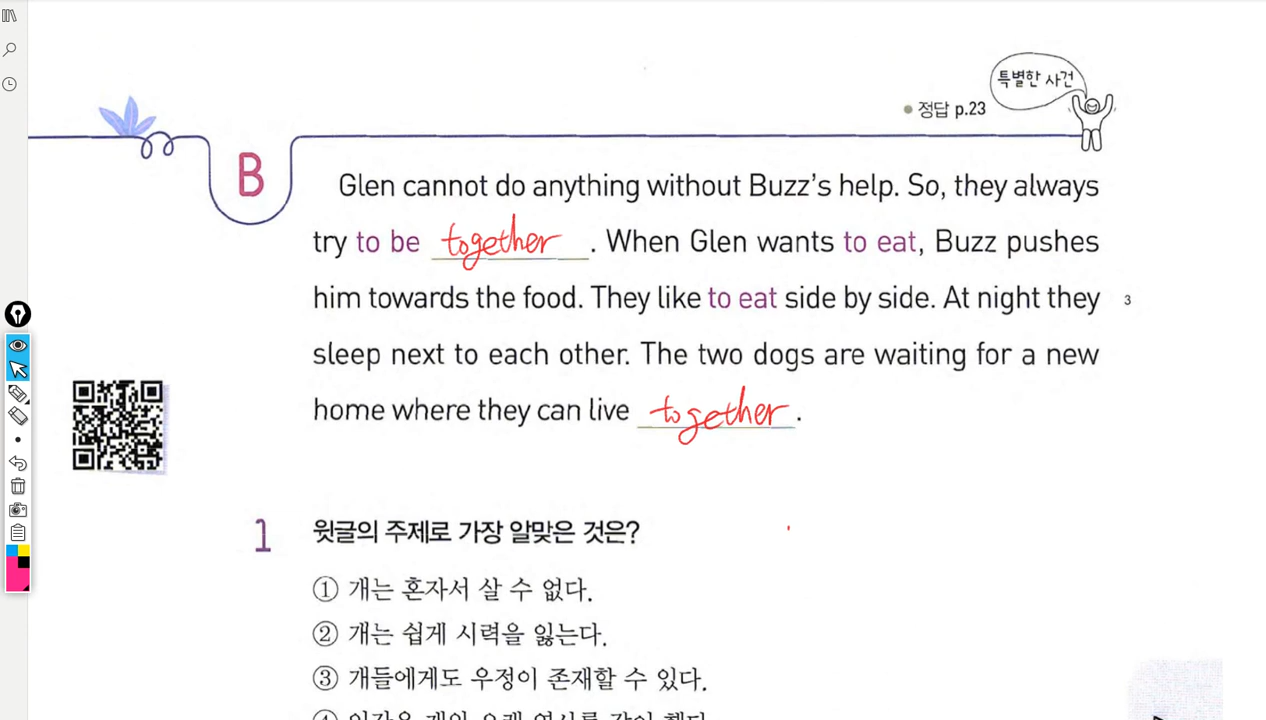 특별한 사건
정답 p.23
B
Glen cannot do anything without Buzz's help. So, they always
try to be together. When Glen wants to eat, Buzz pushes
him towards the food. They like to eat side by side. At night they
3
sleep next to each other. The two dogs are waiting for a new
home where they can live together.
1 윗글의 주제로 가장 알맞은 것은?
① 개는 혼자서 살 수 없다.
② 개는 쉽게 시력을 잃는다.
③ 개들에게도 우정이 존재할 수 있다.